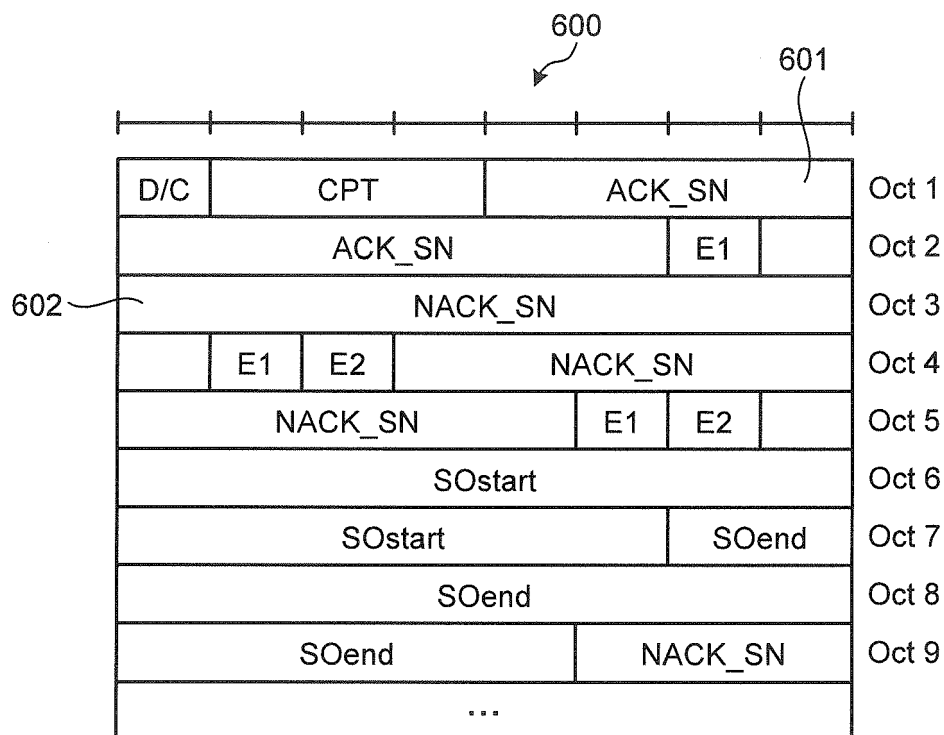 600
601
D/C CPT ACK_SN Oct 1
ACK_SN E1 Oct 2
602 NACK_SN Oct 3
E1 E2 NACK_SN Oct 4
NACK_SN E1 E2 Oct 5
SOstart Oct 6
SOstart SOend Oct 7
SOend Oct 8
SOend NACK_SN Oct 9
...